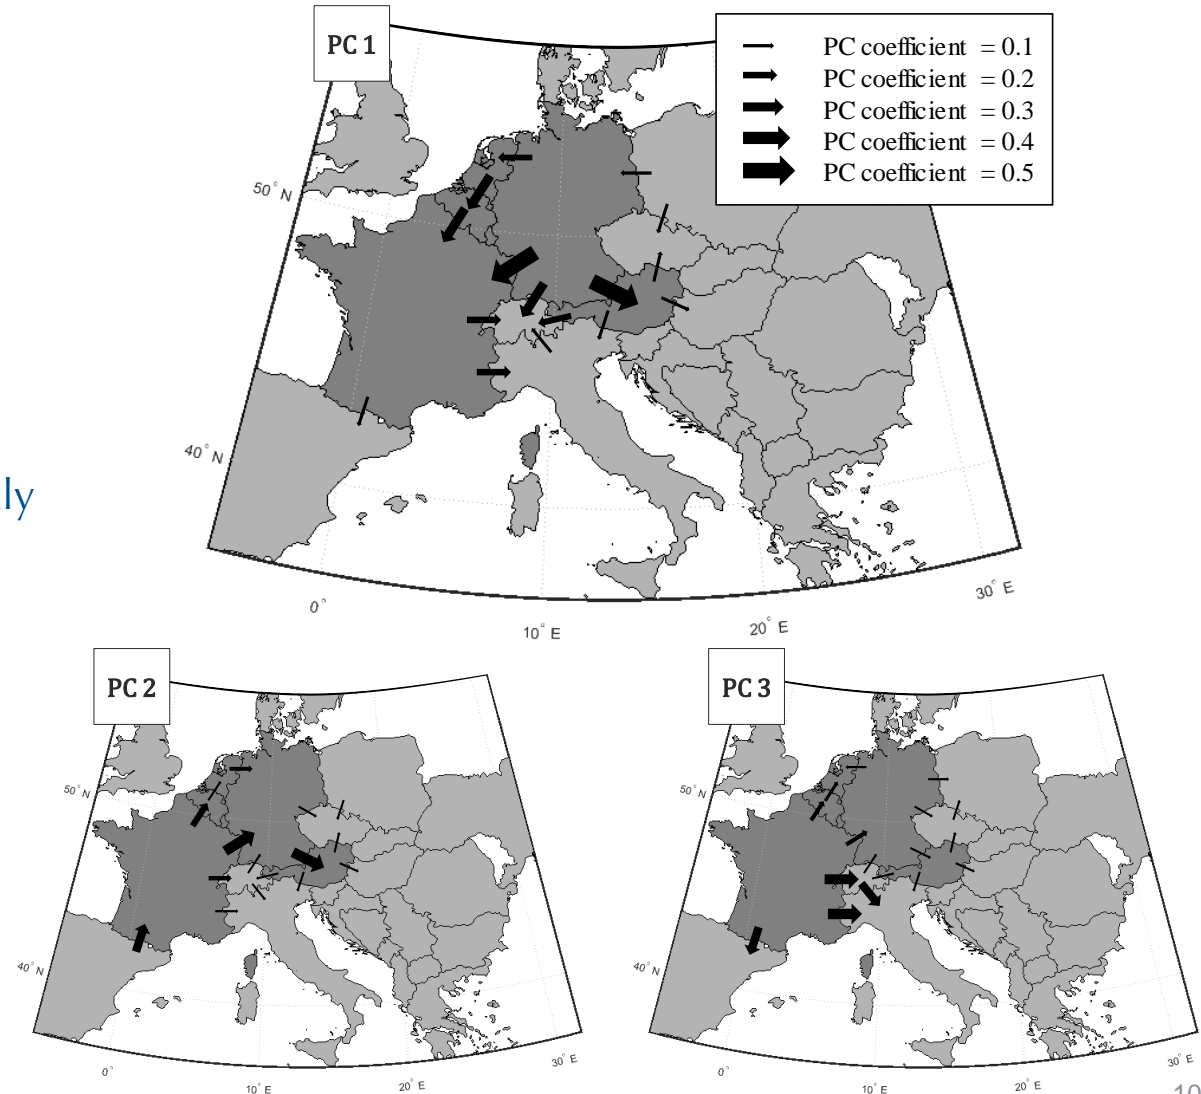 PC 1
PC coefficient = 0.1
PC coefficient = 0.2
PC coefficient = 0.3
PC coefficient = 0.4
PC coefficient = 0.5
50° N
40° N
ly
0°
10° E
20° E
30° E
PC 2
50° N
40° N
0°
10° E
20° E
30° E
PC 3
50° N
40° N
0°
10° E
20° E
30° E
10